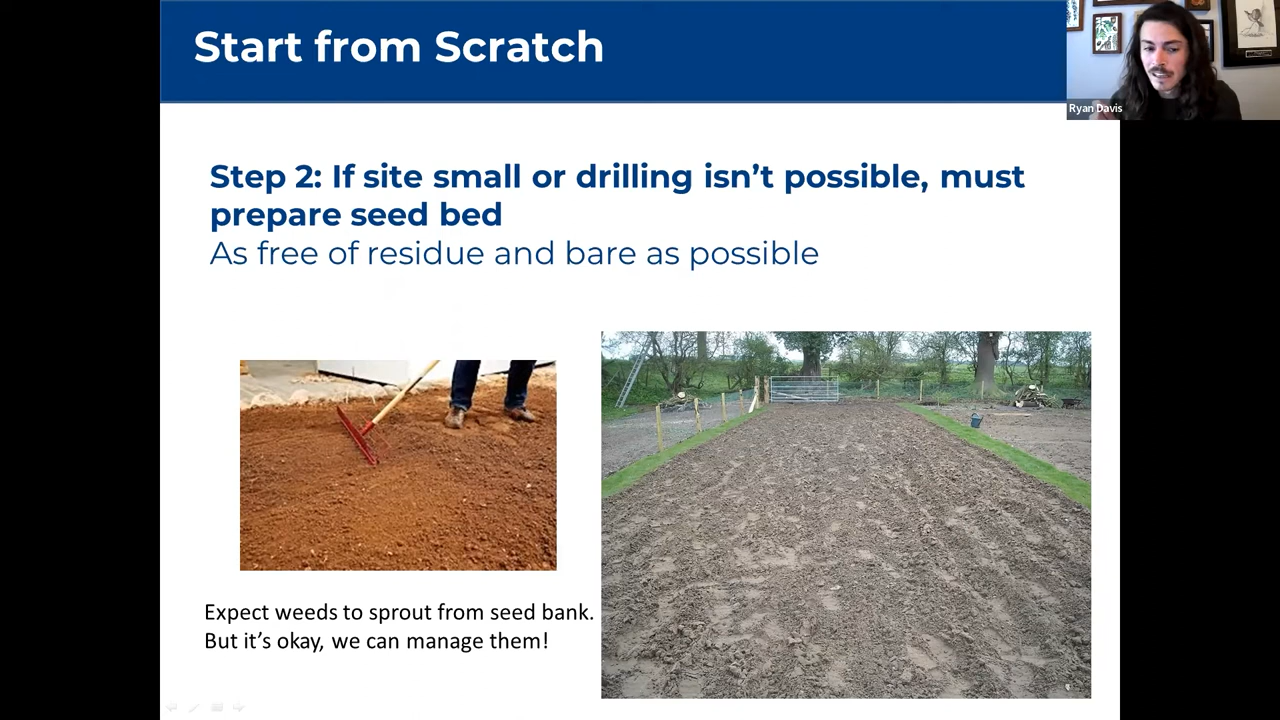 Start from Scratch
Ryan Davis
Step 2: If site small or drilling isn’t possible, must
prepare seed bed
As free of residue and bare as possible
Expect weeds to sprout from seed bank.
But it’s okay, we can manage them!